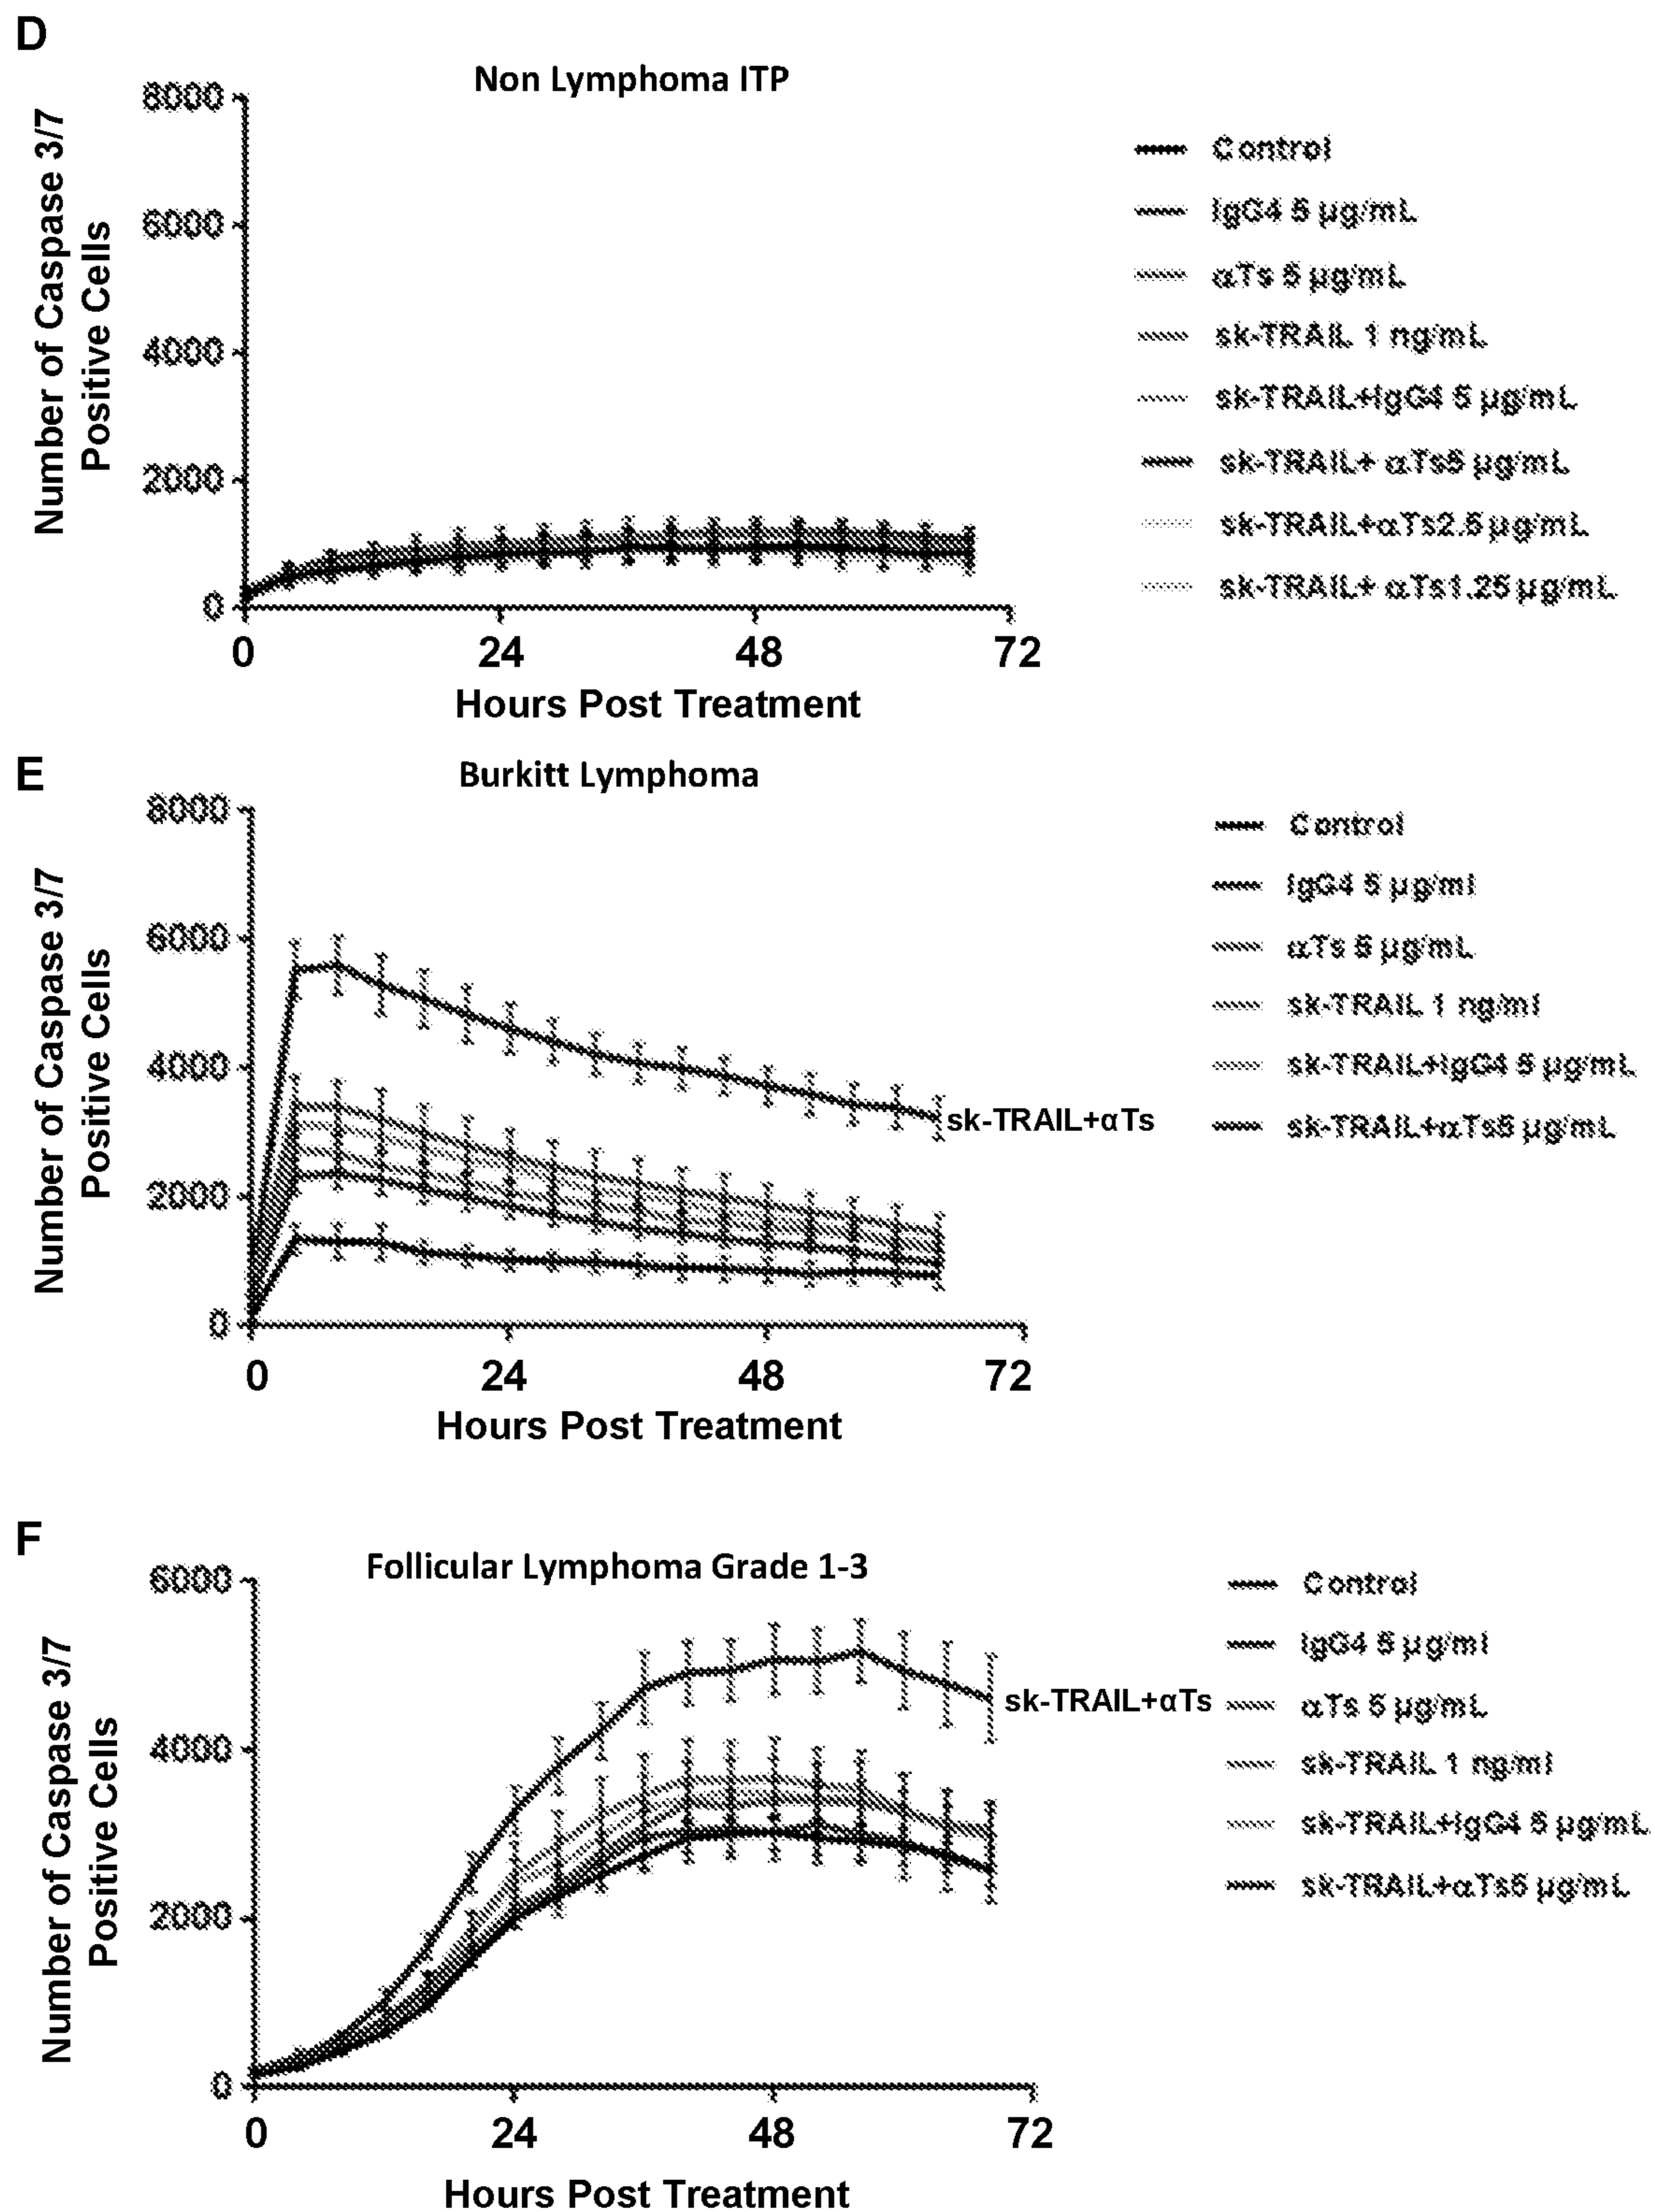 D
Non Lymphoma ITP
Number of Caspase 3/7
Positive Cells
8000
6000
4000
2000
0
0 24 48 72
Hours Post Treatment
Control
IgG4 5 µg/mL
αTs 5 µg/mL
sk-TRAIL 1 ng/mL
sk-TRAIL+IgG4 5 µg/mL
sk-TRAIL+ αTs5 µg/mL
sk-TRAIL+αTs2.5µg/mL
sk-TRAIL+ αTs1.25µg/mL
E
Burkitt Lymphoma
Number of Caspase 3/7
Positive Cells
8000
6000
4000
2000
0
0 24 48 72
Hours Post Treatment
sk-TRAIL+αTs
Control
IgG4 5 µg/ml
αTs 5 µg/mL
sk-TRAIL 1 ng/ml
sk-TRAIL+IgG4 5 µg/mL
sk-TRAIL+αTs5 µg/mL
F
Follicular Lymphoma Grade 1-3
Number of Caspase 3/7
Positive Cells
6000
4000
2000
0
0 24 48 72
Hours Post Treatment
sk-TRAIL+αTs
Control
IgG4 5 µg/ml
αTs 5 µg/mL
sk-TRAIL 1 ng/ml
sk-TRAIL+IgG4 5 µg/mL
sk-TRAIL+αTs5 µg/mL